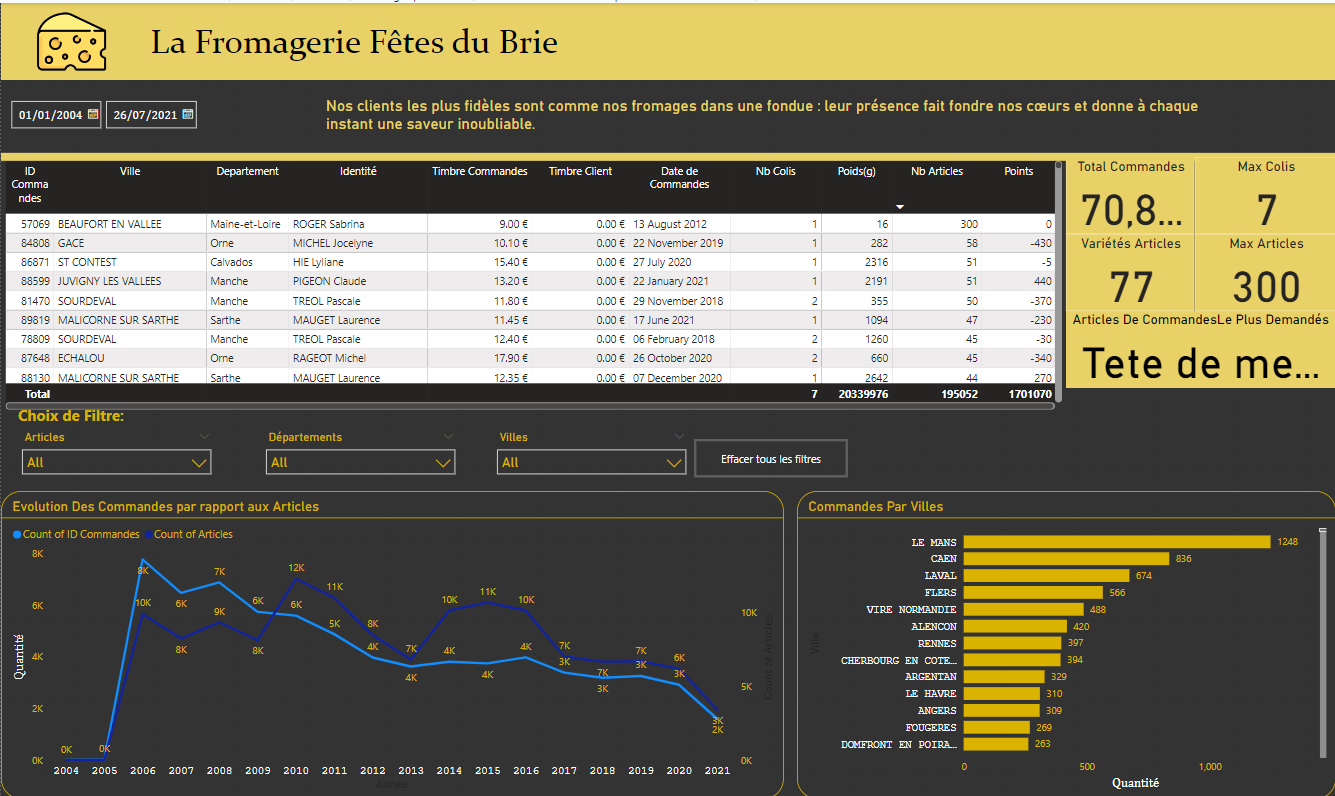 La Fromagerie Fêtes du Brie
01/01/2004 26/07/2021
Nos clients les plus fidèles sont comme nos fromages dans une fondue : leur présence fait fondre nos cœurs et donne à chaque
instant une saveur inoubliable.
ID Comma ndes Ville Departement Identité Timbre Commandes Timbre Client Date de Commandes Nb Colis Poids(g) Nb Articles Points
57069 BEAUFORT EN VALLEE Maine-et-Loire ROGER Sabrina 9.00 € 0.00 € 13 August 2012 1 16 300 0
84808 GACE Orne MICHEL Jocelyne 10.10 € 0.00 € 22 November 2019 1 282 58 -430
86871 ST CONTEST Calvados HIE Lyliane 15.40 € 0.00 € 27 July 2020 1 2316 51 -5
88599 JUVIGNY LES VALLEES Manche PIGEON Claude 13.20 € 0.00 € 22 January 2021 1 2191 51 440
81470 SOURDEVAL Manche TREOL Pascale 11.80 € 0.00 € 29 November 2018 2 355 50 -370
89819 MALICORNE SUR SARTHE Sarthe MAUGET Laurence 11.45 € 0.00 € 17 June 2021 1 1094 47 -230
78809 SOURDEVAL Manche TREOL Pascale 12.40 € 0.00 € 06 February 2018 2 1260 45 -30
87648 ECHALOU Orne RAGEOT Michel 17.90 € 0.00 € 26 October 2020 2 660 45 -340
88130 MALICORNE SUR SARTHE Sarthe MAUGET Laurence 12.35 € 0.00 € 07 December 2020 1 2642 44 270
Total 7 20339976 195052 1701070
Total Commandes Max Colis
70,8... 7
Variétés Articles Max Articles
77 300
Articles De CommandesLe Plus Demandés
Tete de me...
Choix de Filtre:
Articles Départements Villes
All All All Effacer tous les filtres
Evolution Des Commandes par rapport aux Articles
Count of ID Commandes Count of Articles
8K
6K
4K
2K
0K
Quantité
0K 0K 8K 6K 7K 6K 6K 5K 4K 4K 4K 4K 4K 3K 3K 3K 3K 2K
10K 8K 9K 8K 12K 11K 8K 7K 10K 11K 10K 7K 7K 7K 6K 3K
10K
5K
0K
Count of Articles
2004 2005 2006 2007 2008 2009 2010 2011 2012 2013 2014 2015 2016 2017 2018 2019 2020 2021
Année
Commandes Par Villes
Ville
LE MANS 1248
CAEN 836
LAVAL 674
FLERS 566
VIRE NORMANDIE 488
ALENCON 420
RENNES 397
CHERBOURG EN COTE... 394
ARGENTAN 329
LE HAVRE 310
ANGERS 309
FOUGERES 269
DOMFRONT EN POIRA... 263
0 500 1,000
Quantité